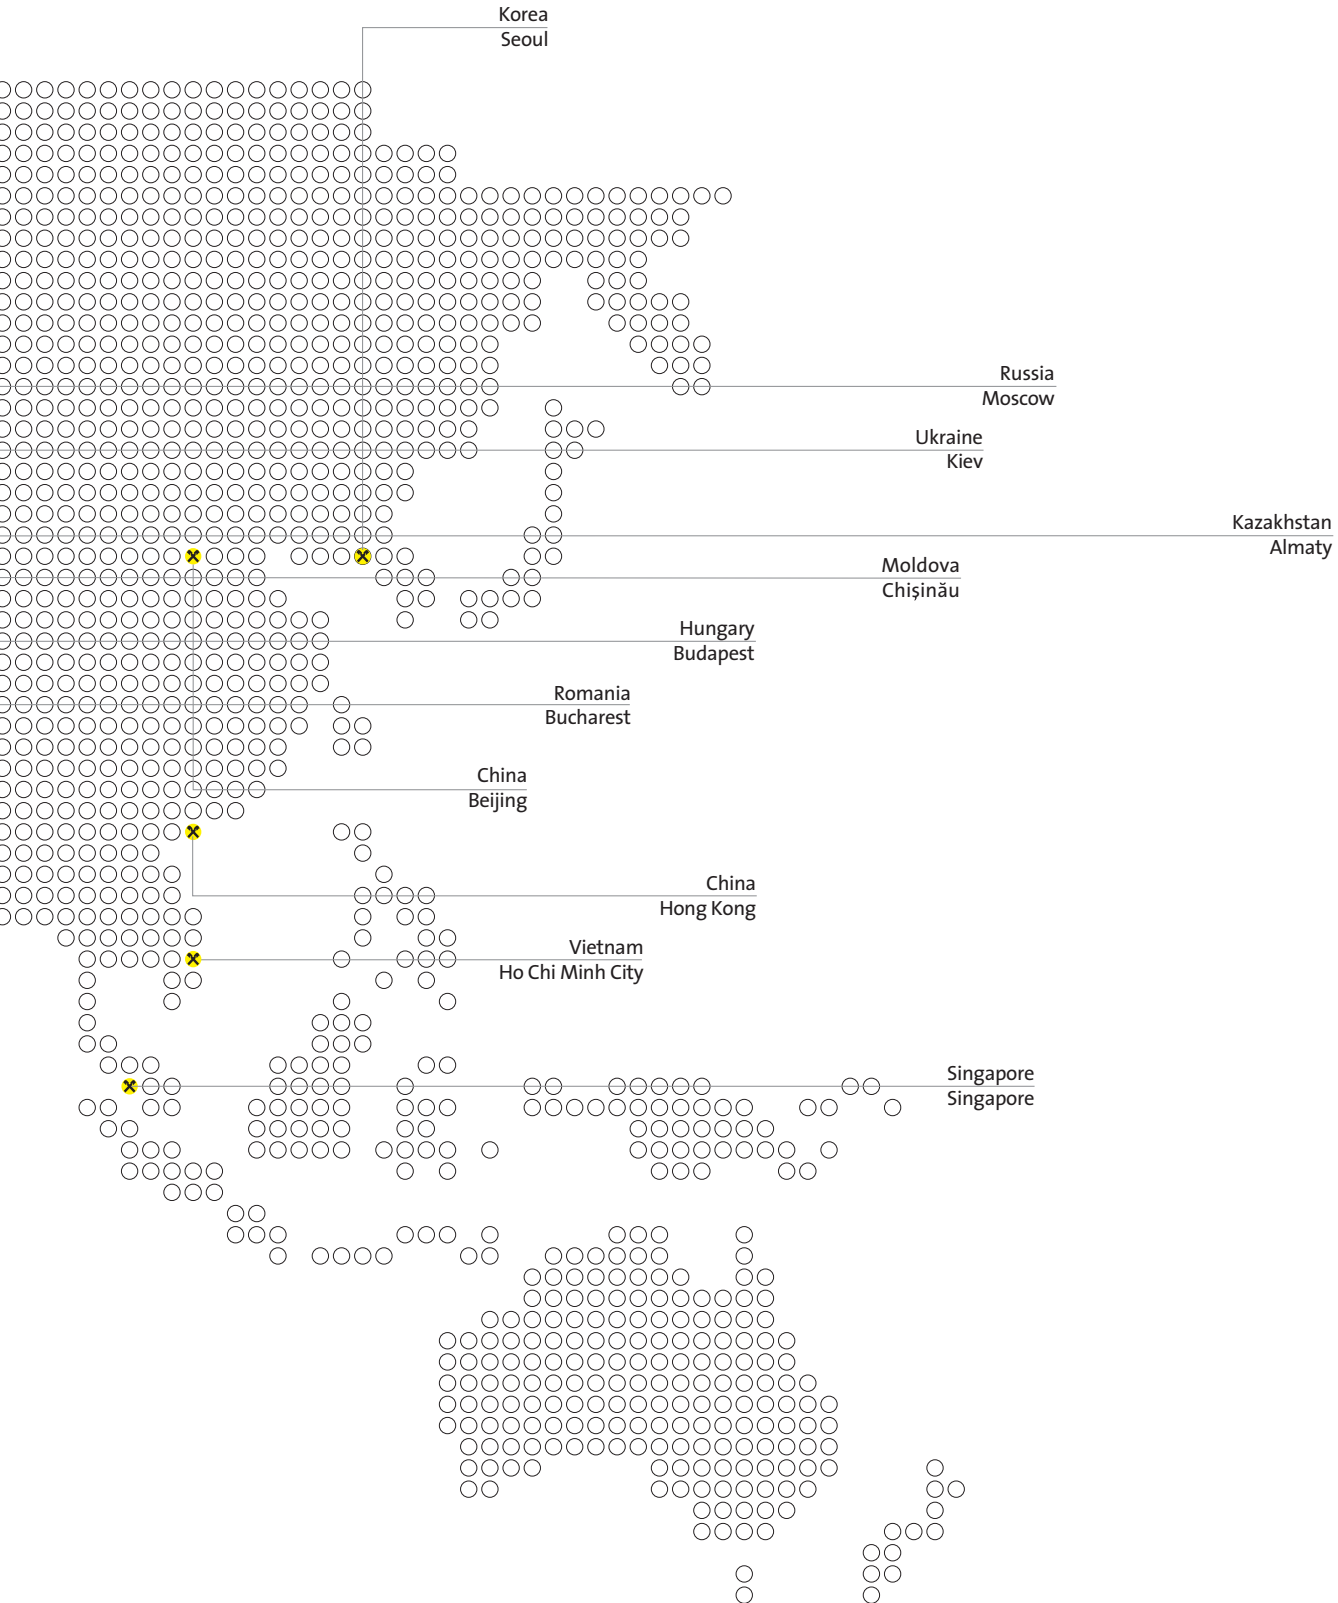 Korea
Seoul
Russia
Moscow
Ukraine
Kiev
Kazakhstan
Almaty
Moldova
Chişinău
Hungary
Budapest
Romania
Bucharest
China
Beijing
China
Hong Kong
Vietnam
Ho Chi Minh City
Singapore
Singapore